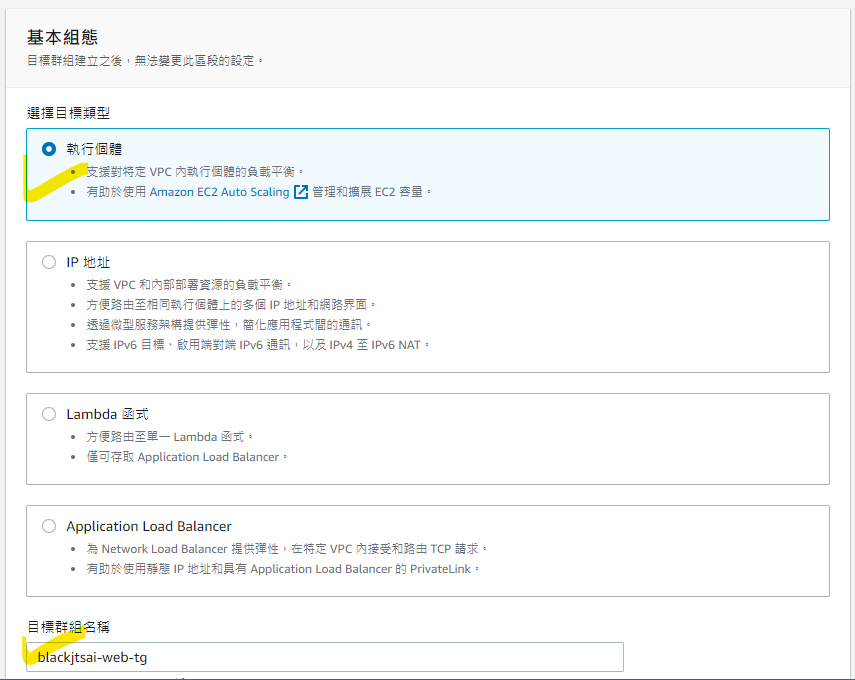 基本組態
目標群組建立之後，無法變更此區段的設定。
選擇目標類型
執行個體
• 支援對特定 VPC 內執行個體的負載平衡。
• 有助於使用 Amazon EC2 Auto Scaling 管理和擴展 EC2 容量。
IP 地址
• 支援 VPC 和內部部署資源的負載平衡。
• 方便路由至相同執行個體上的多個 IP 地址和網路界面。
• 透過微型服務架構提供彈性，簡化應用程式間的通訊。
• 支援 IPv6 目標、啟用端對端 IPv6 通訊，以及 IPv4 至 IPv6 NAT。
Lambda 函式
• 方便路由至單一 Lambda 函式。
• 僅可存取 Application Load Balancer。
Application Load Balancer
• 為 Network Load Balancer 提供彈性，在特定 VPC 內接受和路由 TCP 請求。
• 有助於使用靜態 IP 地址和具有 Application Load Balancer 的 PrivateLink。
目標群組名稱
blackjtsai-web-tg